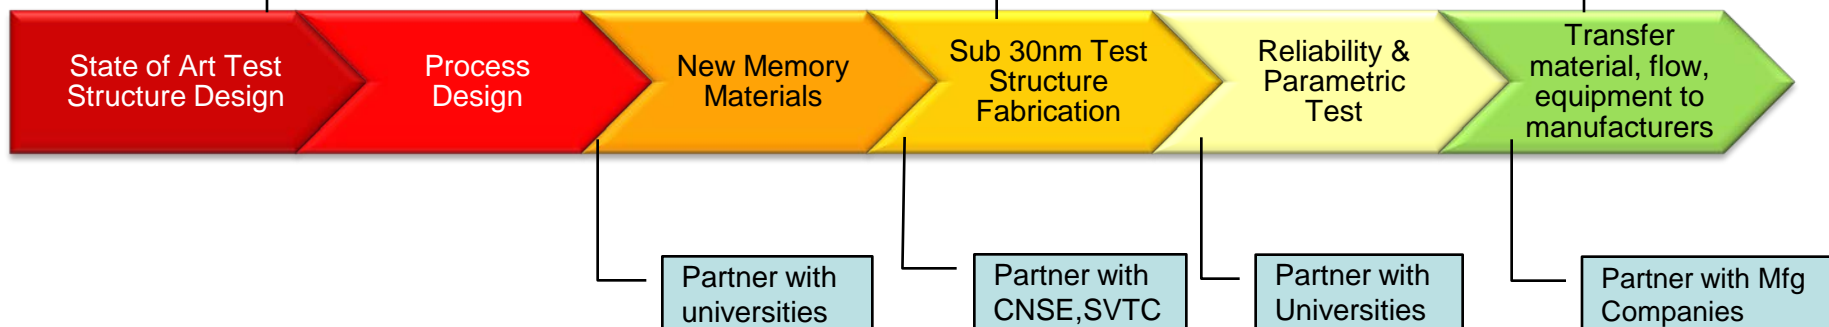 State of Art Test
Structure Design
Process
Design
New Memory
Materials
Sub 30nm Test
Structure
Fabrication
Reliability &
Parametric
Test
Transfer
material, flow,
equipment to
manufacturers
Partner with
universities
Partner with
CNSE,SVTC
Partner with
Universities
Partner with Mfg
Companies